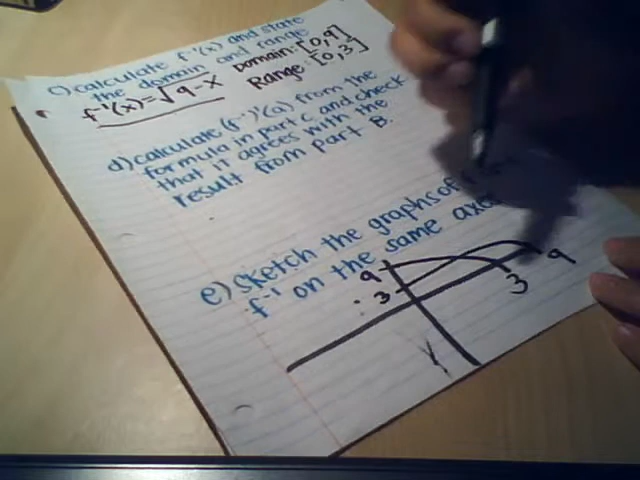 c) calculate f⁻¹(x) and state
the domain and range
f⁻¹(x)=√9-x Domain: [0,9]
Range: [0,3]
d) calculate (f⁻¹)'(a) from the
formula in part c and check
that it agrees with the
result from part B.
e) sketch the graphs of
f⁻¹ on the same axes
9
3
3
9